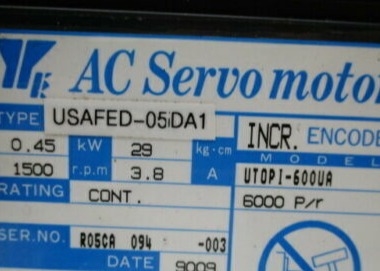 AC Servo moto
TYPE USAFED-05iDA1
0.45 kW 29 kg·cm
1500 r.p.m 3.8 A
RATING CONT.
SER.NO. R05CA 094 -003
DATE 9009
INCR. ENCODE
MODEL
UTOPI-600UA
6000 P/r